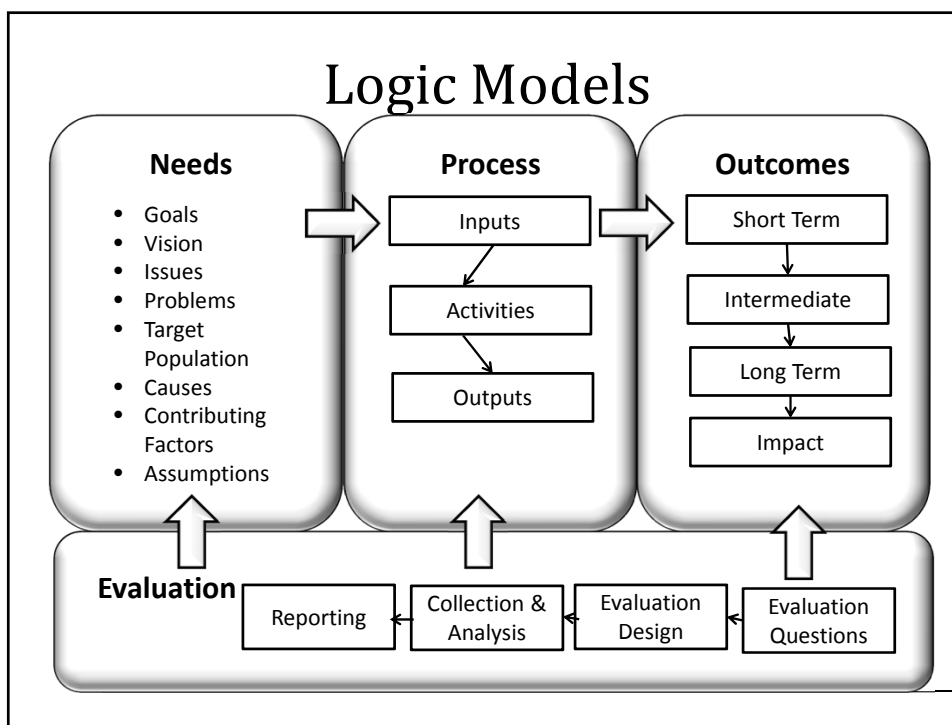 Logic Models
Needs
• Goals
• Vision
• Issues
• Problems
• Target
Population
• Causes
• Contributing
Factors
• Assumptions
Process
Inputs
Activities
Outputs
Outcomes
Short Term
Intermediate
Long Term
Impact
Evaluation
Reporting
Collection &
Analysis
Evaluation
Design
Evaluation
Questions